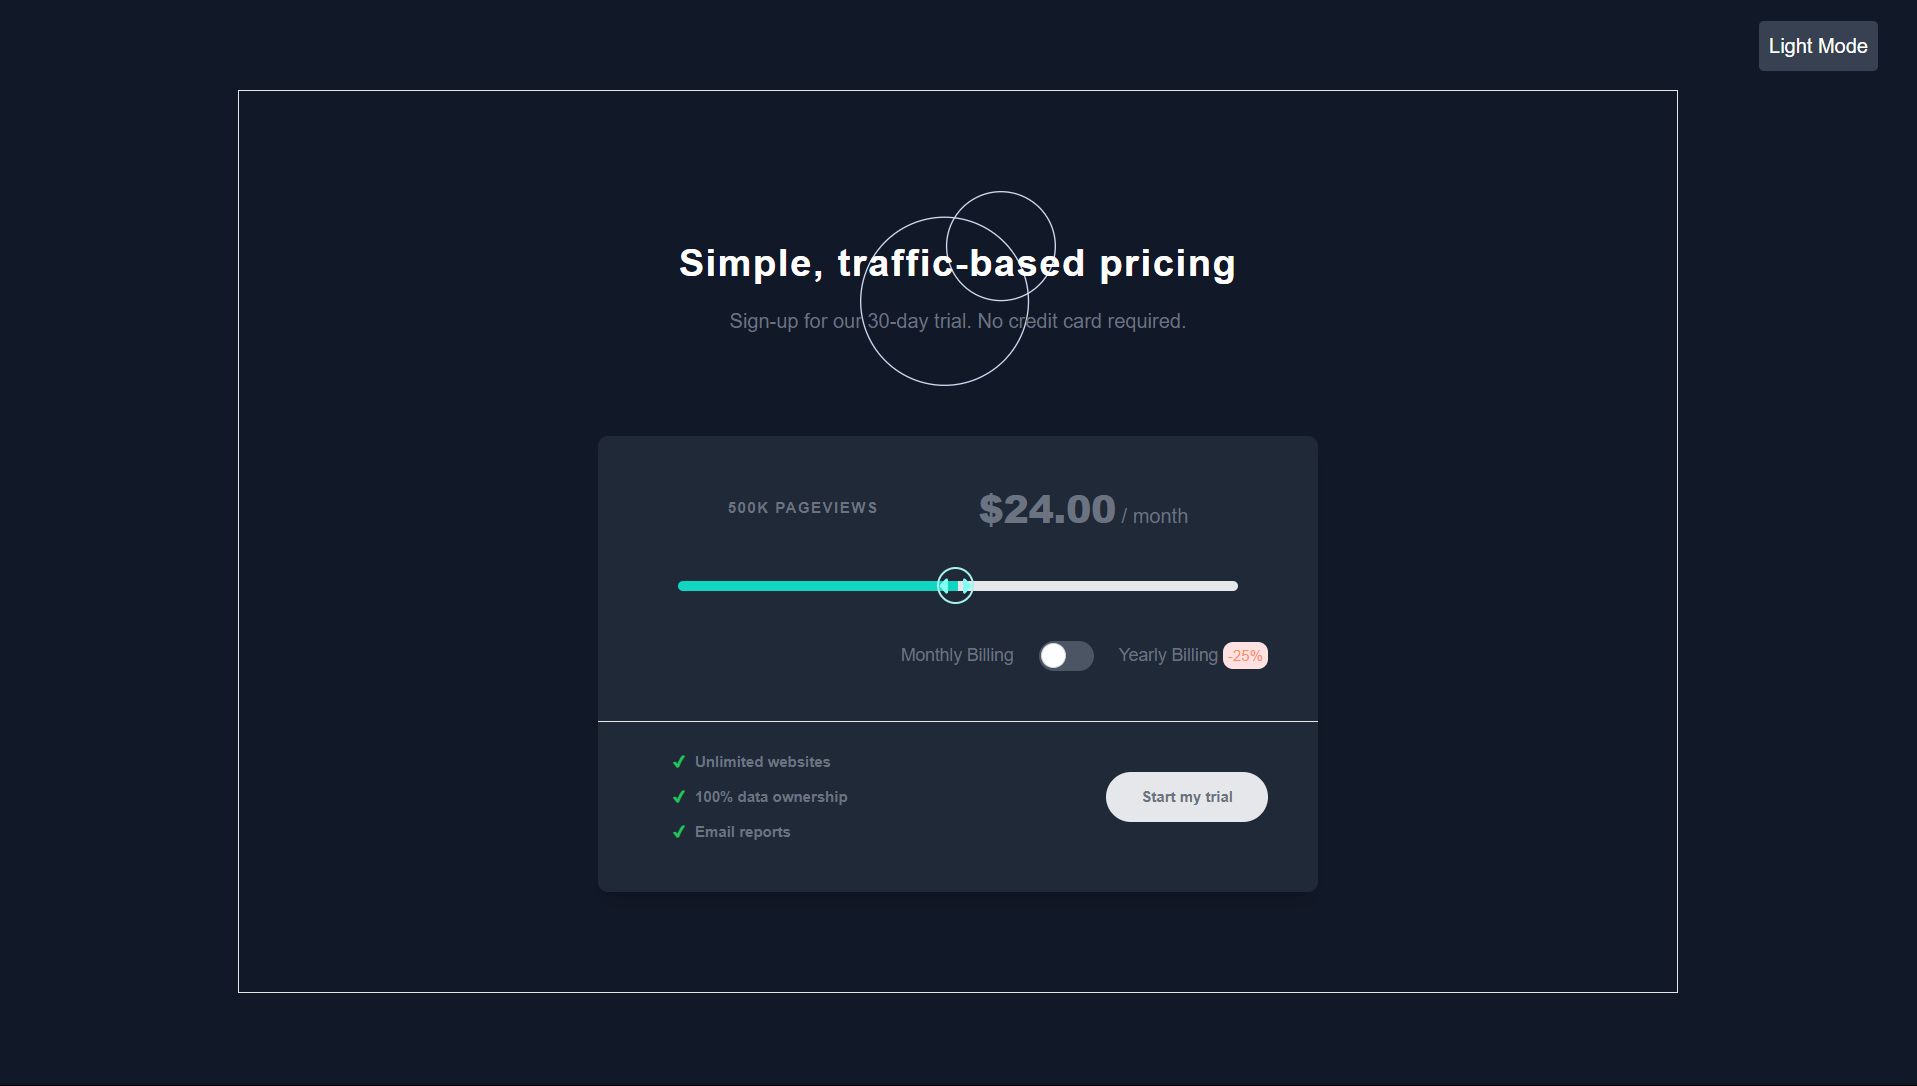 Light Mode
Simple, traffic-based pricing
Sign-up for our 30-day trial. No credit card required.
500K PAGEVIEWS
$24.00 / month
Monthly Billing
Yearly Billing -25%
Unlimited websites
100% data ownership
Email reports
Start my trial